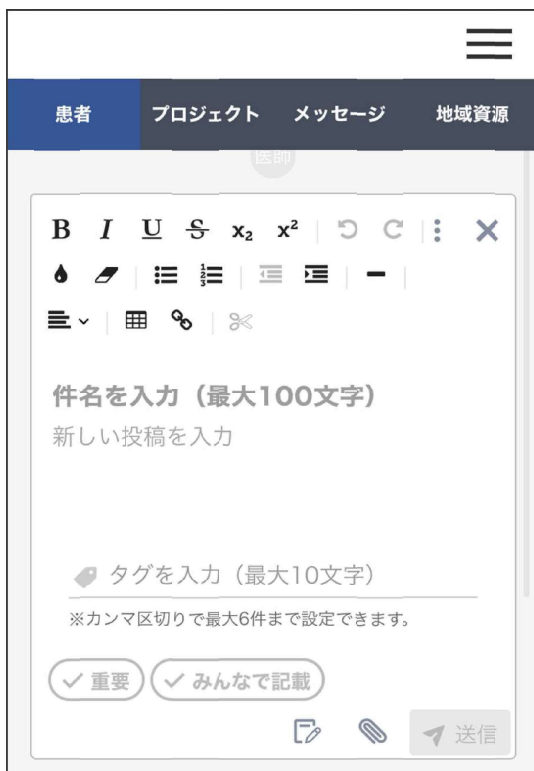 患者 プロジェクト メッセージ 地域資源
医師
B I U S x₂ x²
件名を入力（最大100文字）
新しい投稿を入力
タグを入力（最大10文字）
※カンマ区切りで最大6件まで設定できます。
重要 みんなで記載
送信